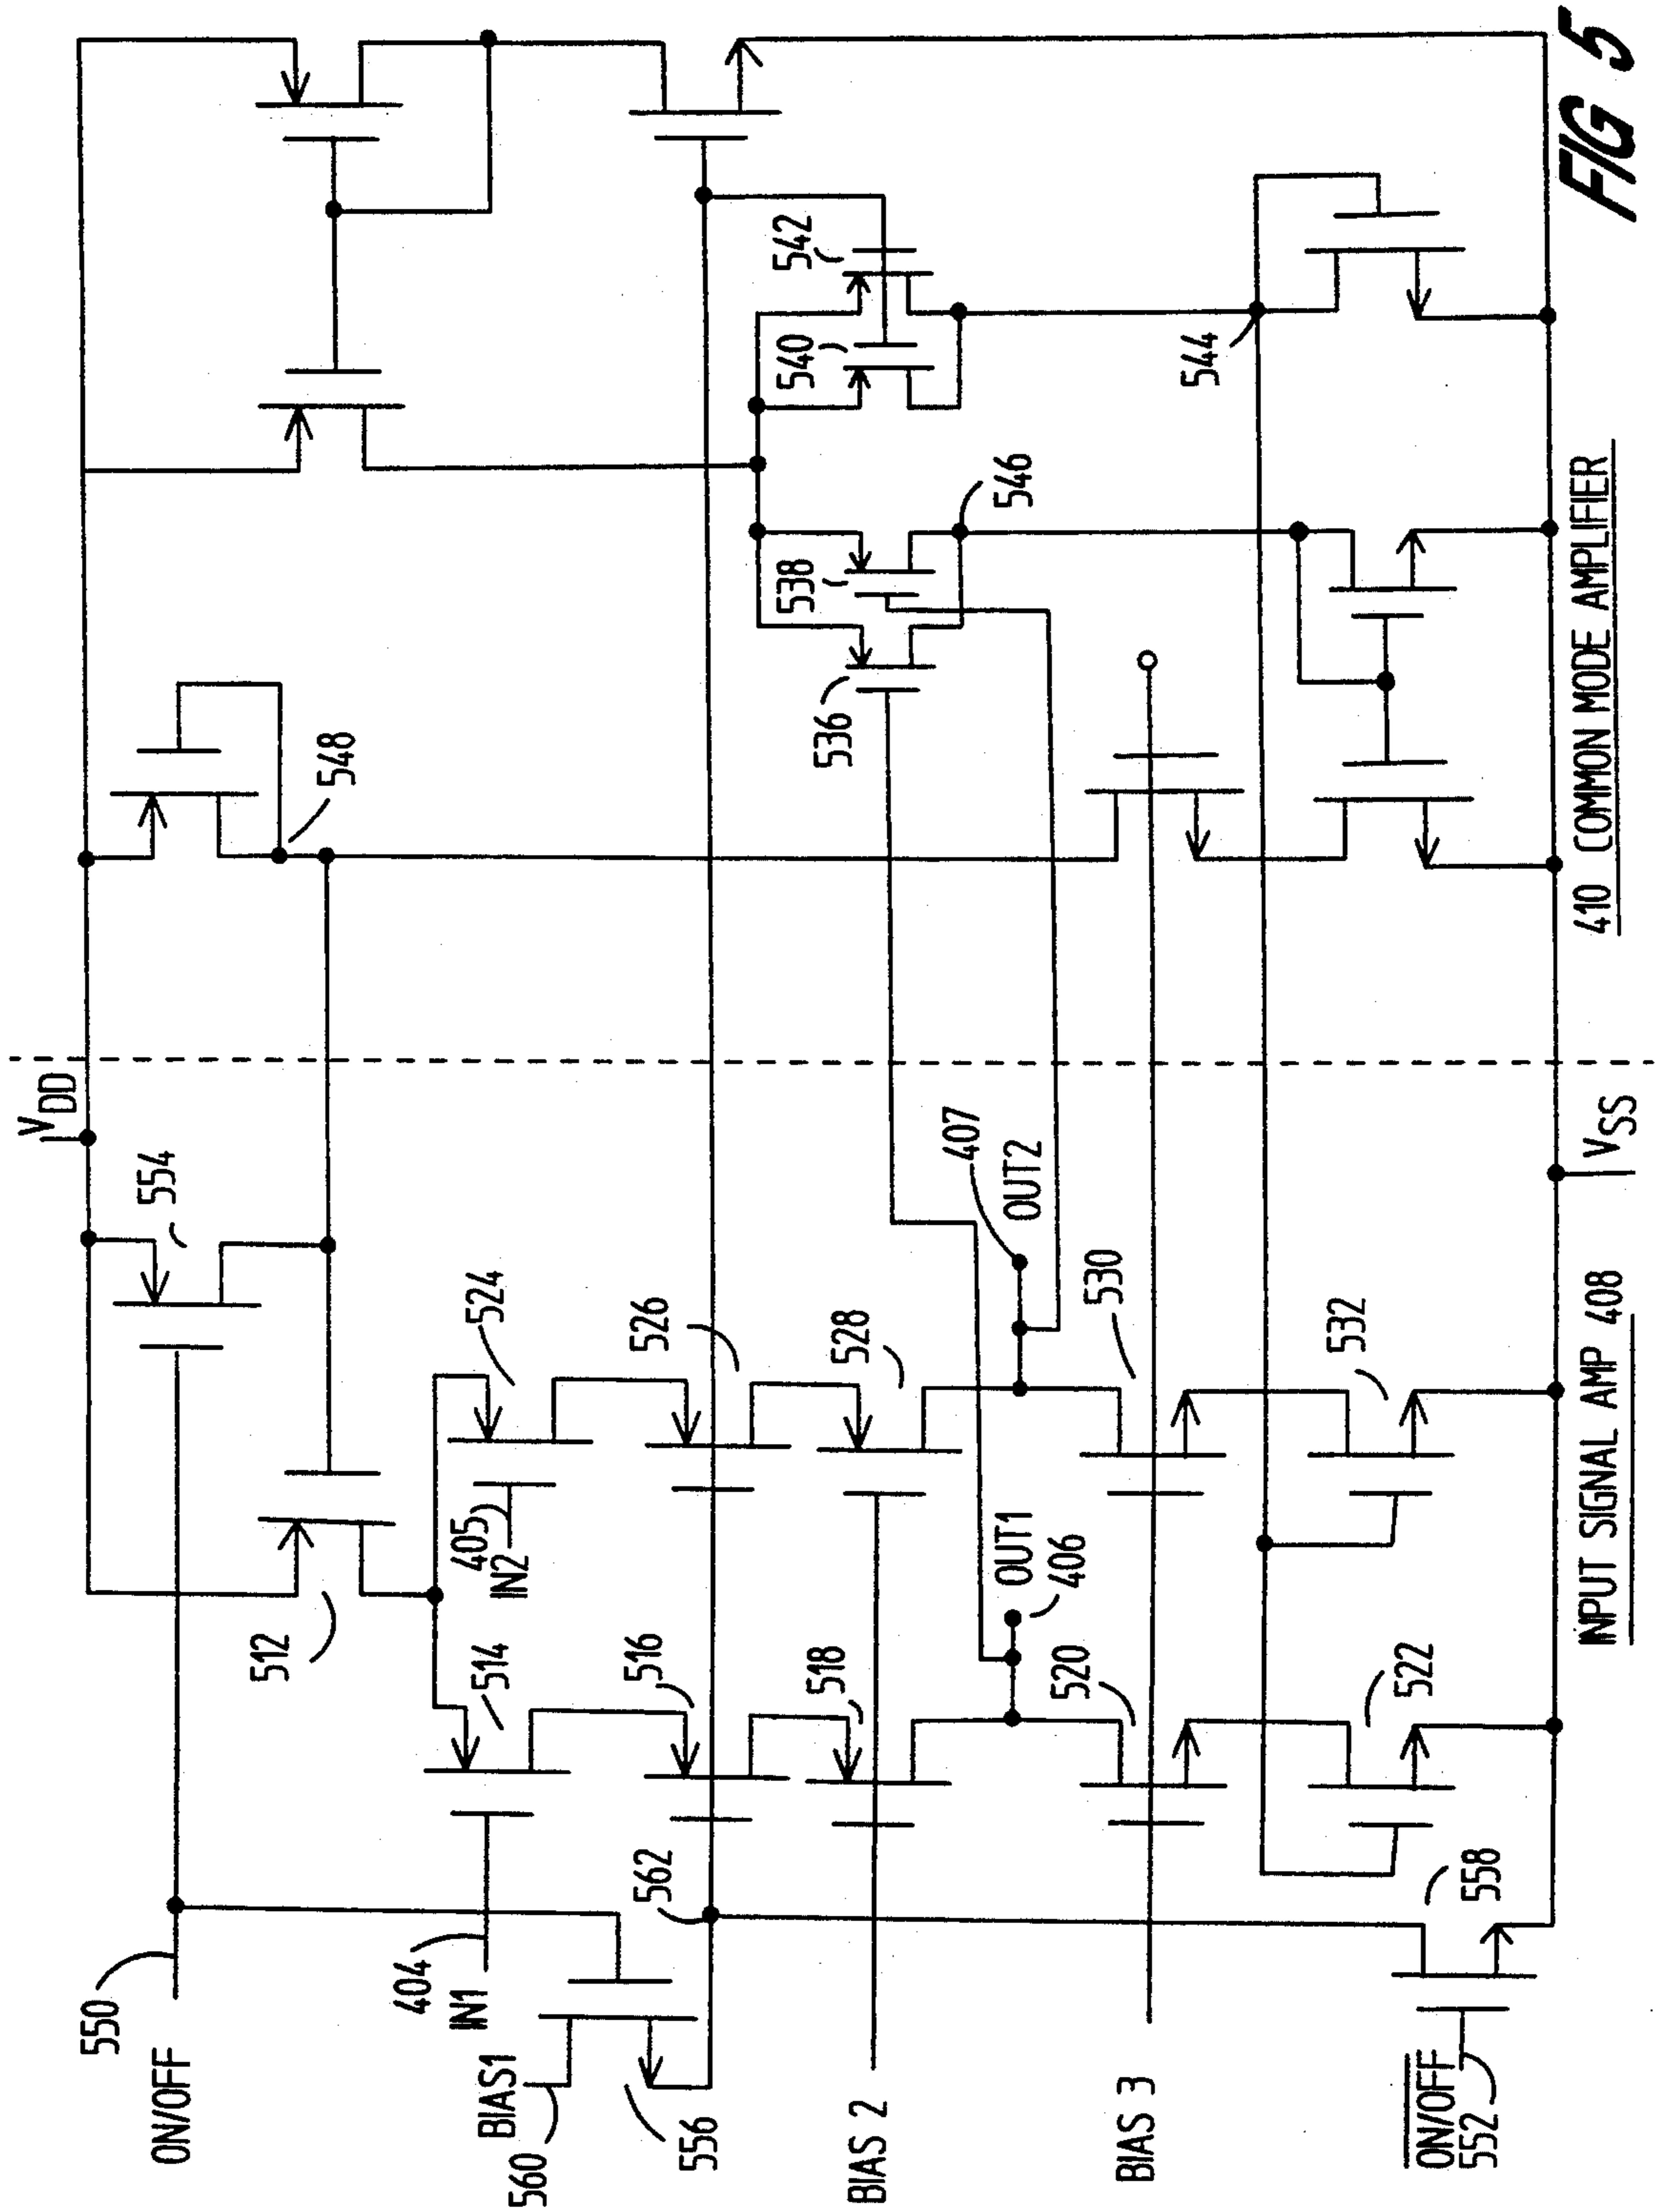 V_DD
554
550
ON/OFF
512
548
524
405
IN2
514
404
IN1
BIAS1
560
556
562
516
526
518
528
BIAS 2
407
OUT2
OUT1
406
536
538
540
542
546
544
530
520
BIAS 3
532
522
558
ON/OFF
552
V_SS
INPUT SIGNAL AMP 408
410 COMMON MODE AMPLIFIER
FIG 5